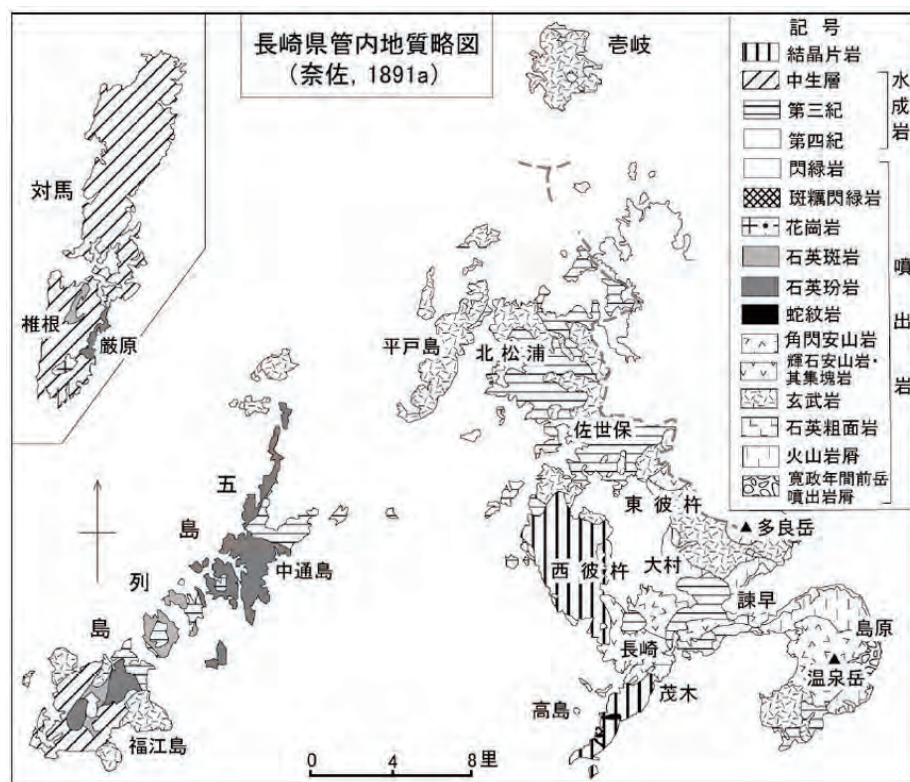 長崎県管内地質略図
(奈佐, 1891a)
壱岐
対馬
椎根
厳原
平戸島
北松浦
佐世保
東彼杵
多良岳
五島列島
中通島
西彼杵
大村
諫早
島原
長崎
温泉岳
茂木
高島
福江島
0 4 8里
記号
結晶片岩
中生層
第三紀
第四紀
水成岩
閃緑岩
斑糲閃緑岩
花崗岩
石英斑岩
石英玢岩
蛇紋岩
角閃安山岩
輝石安山岩・
其集塊岩
玄武岩
石英粗面岩
火山岩屑
寛政年間前岳
噴出岩屑
噴出岩